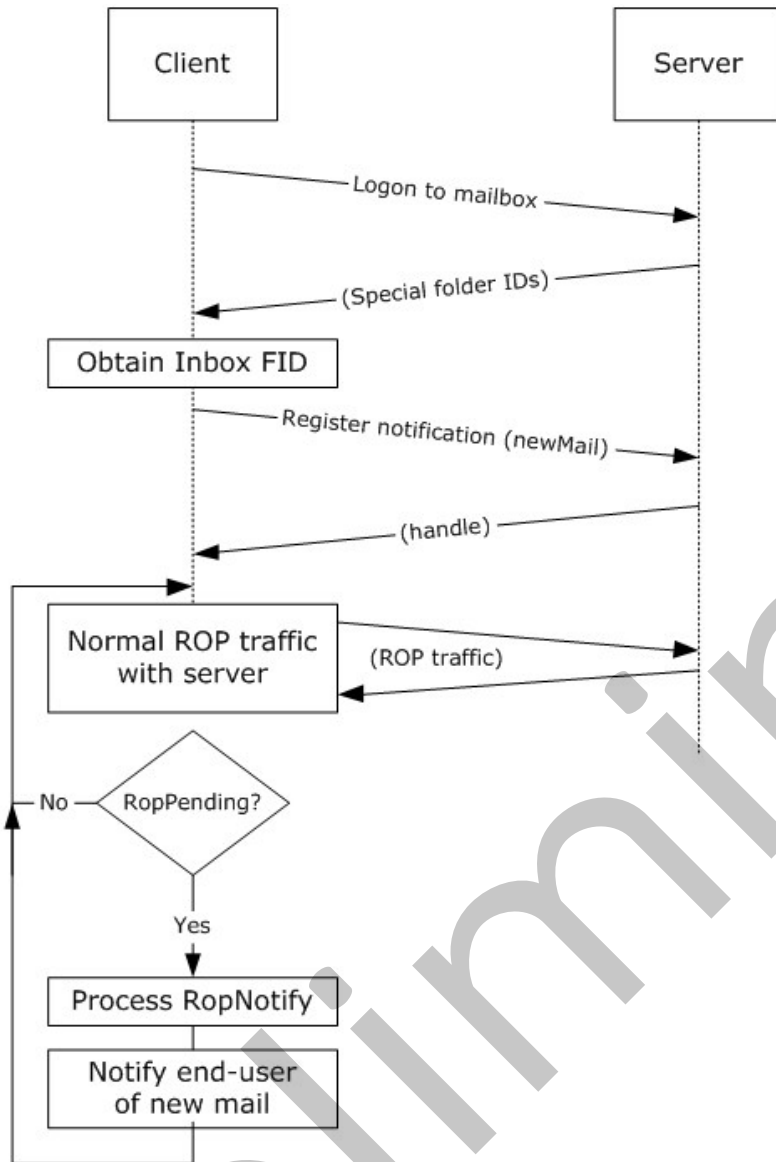 Client
Server
Logon to mailbox
(Special folder IDs)
Obtain Inbox FID
Register notification (newMail)
(handle)
Normal ROP traffic
with server
(ROP traffic)
RopPending?
No
Yes
Process RopNotify
Notify end-user
of new mail